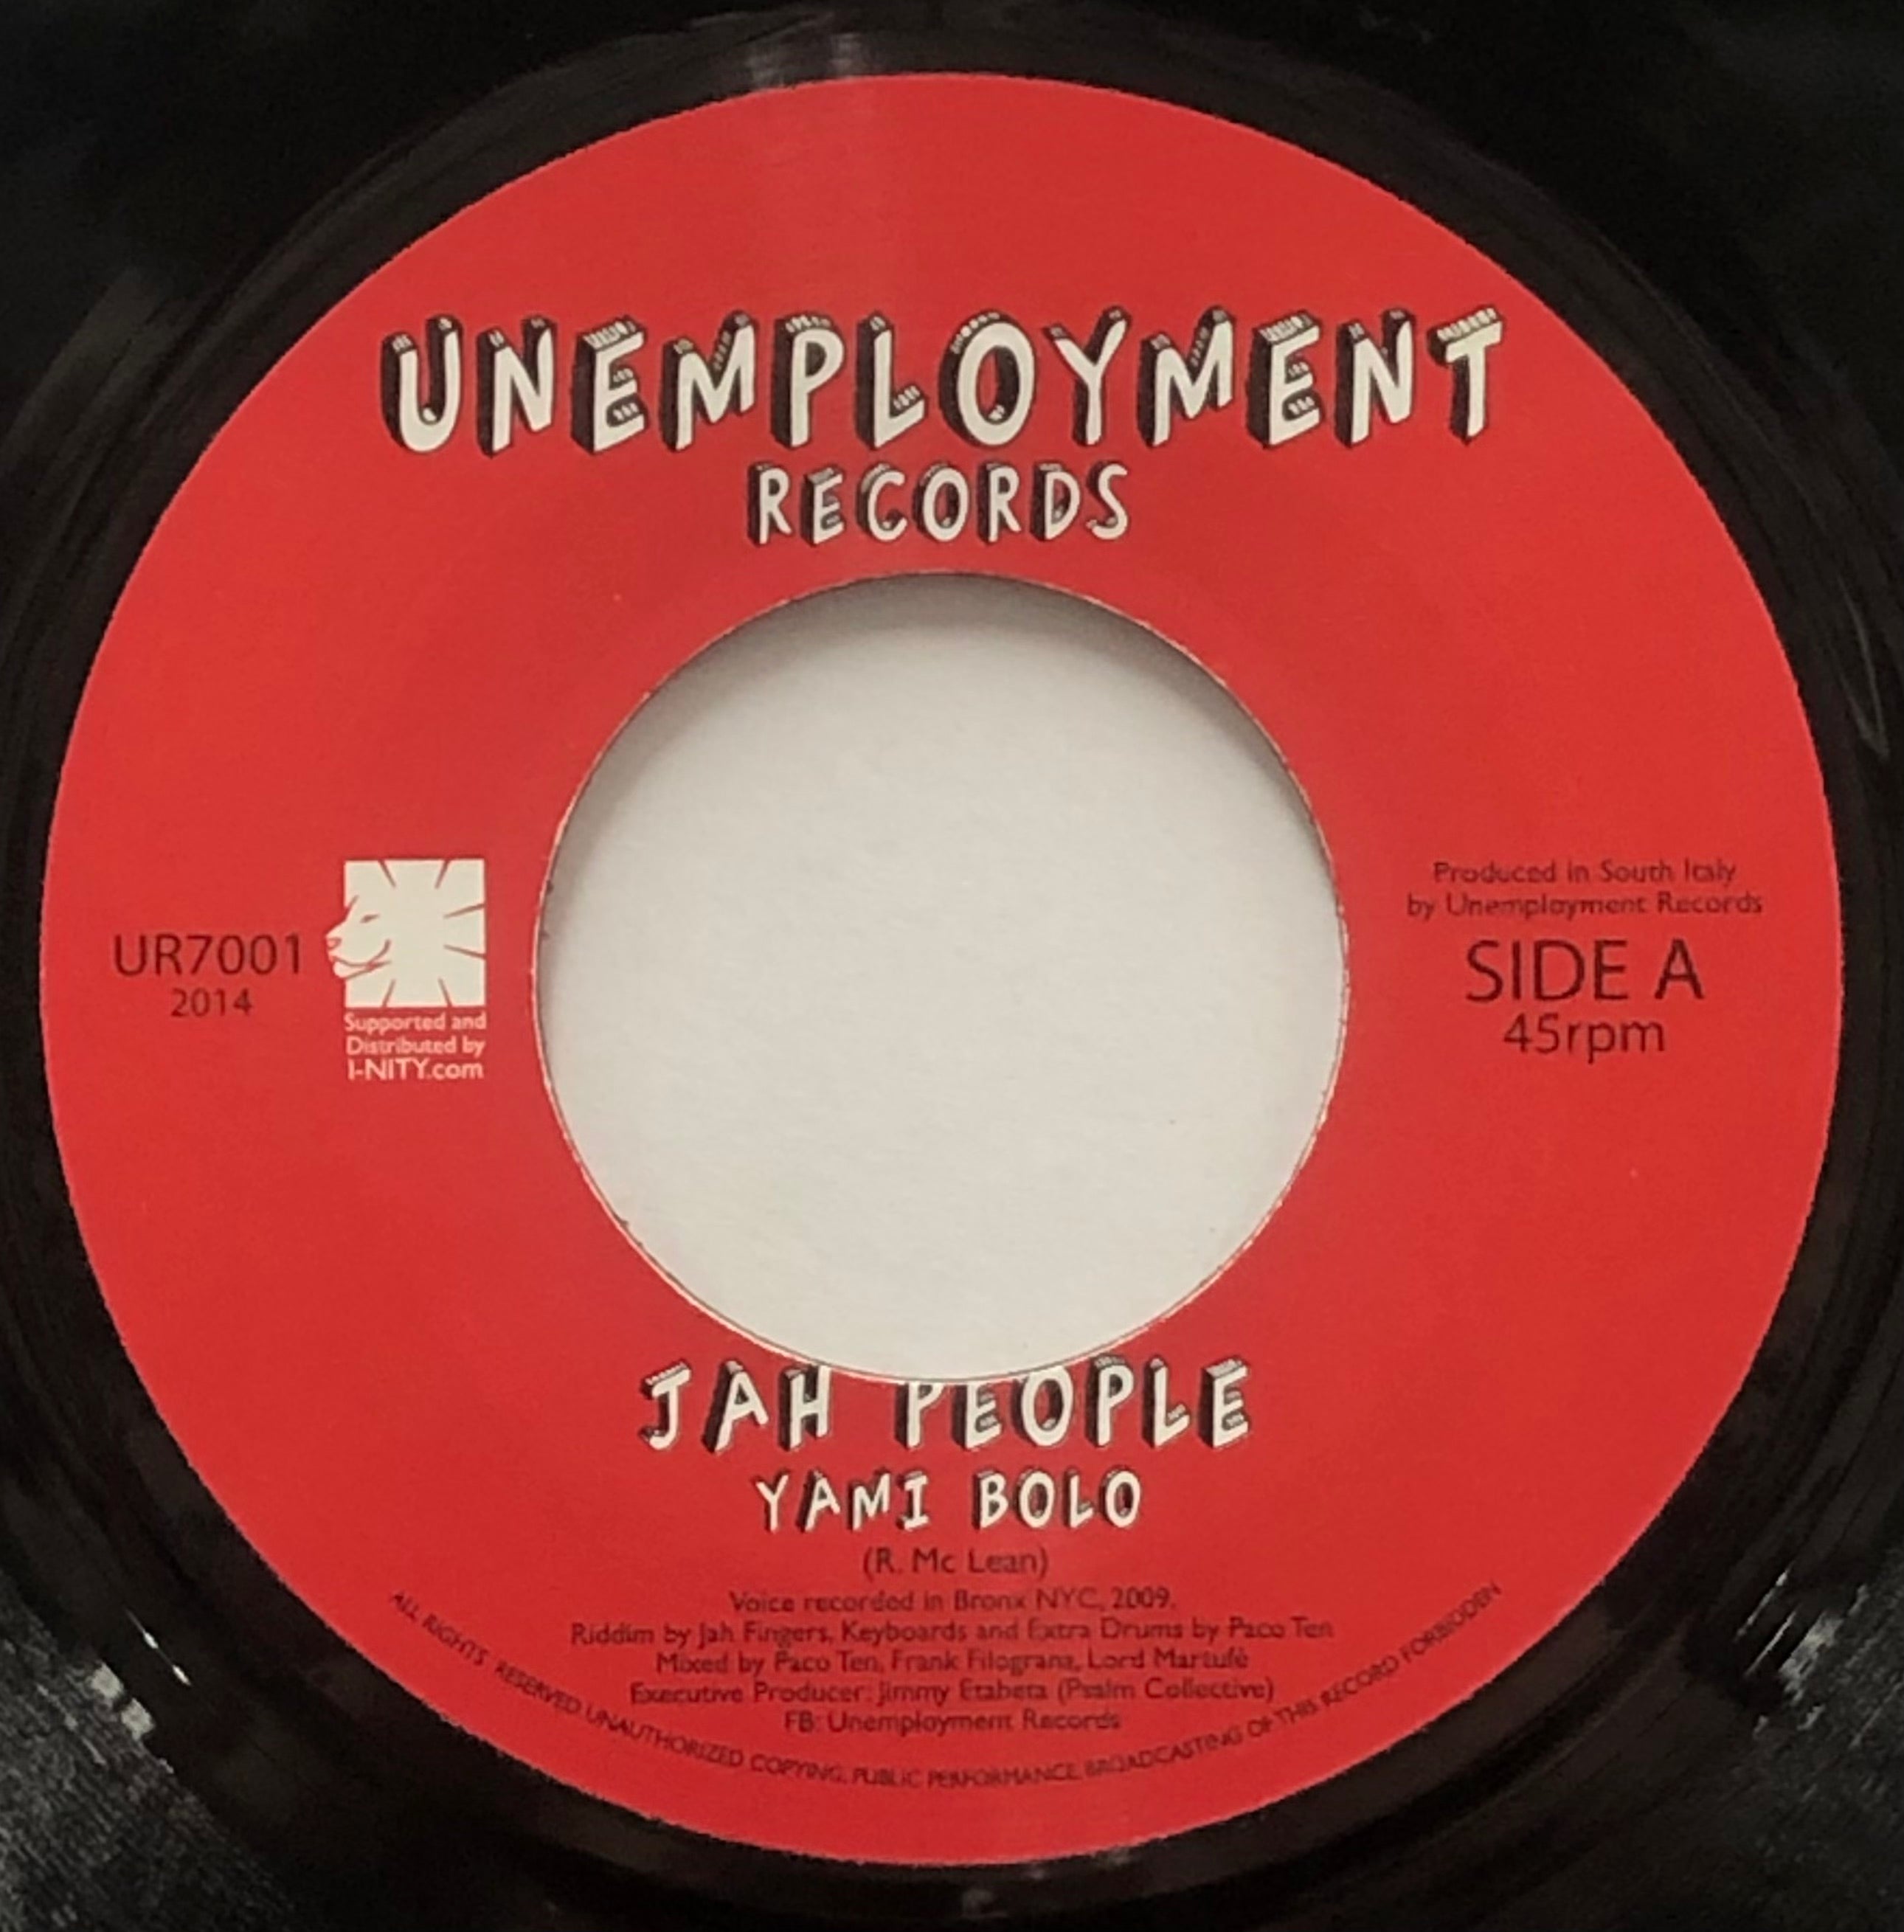 UNEMPLOYMENT
RECORDS
UR7001
2014
Supported and
Distributed by
I-NITY.com
Produced in South Italy
by Unemployment Records
SIDE A
45rpm
JAH PEOPLE
YAMI BOLO
(R. Mc Lean)
Voice recorded in Bronx NYC, 2009.
Riddim by Jah Fingers, Keyboards and Extra Drums by Paco Ten
Mixed by Paco Ten, Frank Filograna, Lord Martufè
Executive Producer: Jimmy Etabeta (Psalm Collective)
FB: Unemployment Records
ALL RIGHTS RESERVED UNAUTHORIZED COPYING, PUBLIC PERFORMANCE, BROADCASTING OF THIS RECORD FORBIDDEN